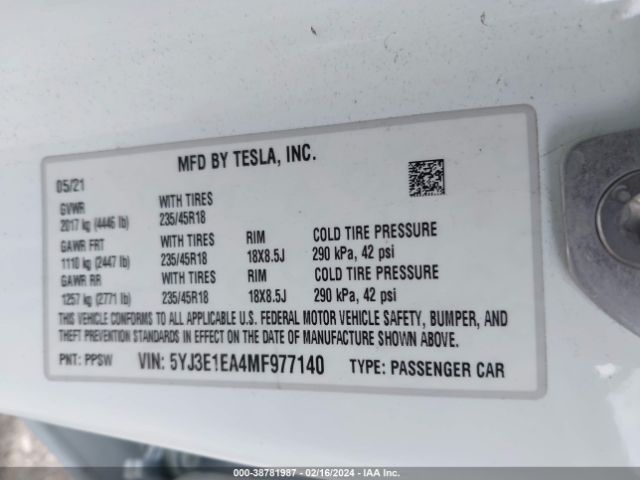 MFD BY TESLA, INC.
05/21
GVWR WITH TIRES
2017 kg (4446 lb) 235/45R18
GAWR FRT WITH TIRES RIM COLD TIRE PRESSURE
1110 kg (2447 lb) 235/45R18 18X8.5J 290 kPa, 42 psi
GAWR RR WITH TIRES RIM COLD TIRE PRESSURE
1257 kg (2771 lb) 235/45R18 18X8.5J 290 kPa, 42 psi
THIS VEHICLE CONFORMS TO ALL APPLICABLE U.S. FEDERAL MOTOR VEHICLE SAFETY, BUMPER, AND
THEFT PREVENTION STANDARDS IN EFFECT ON THE DATE OF MANUFACTURE SHOWN ABOVE.
PNT: PPSW VIN: 5YJ3E1EA4MF977140 TYPE: PASSENGER CAR
000-38781987 - 02/16/2024 - IAA Inc.